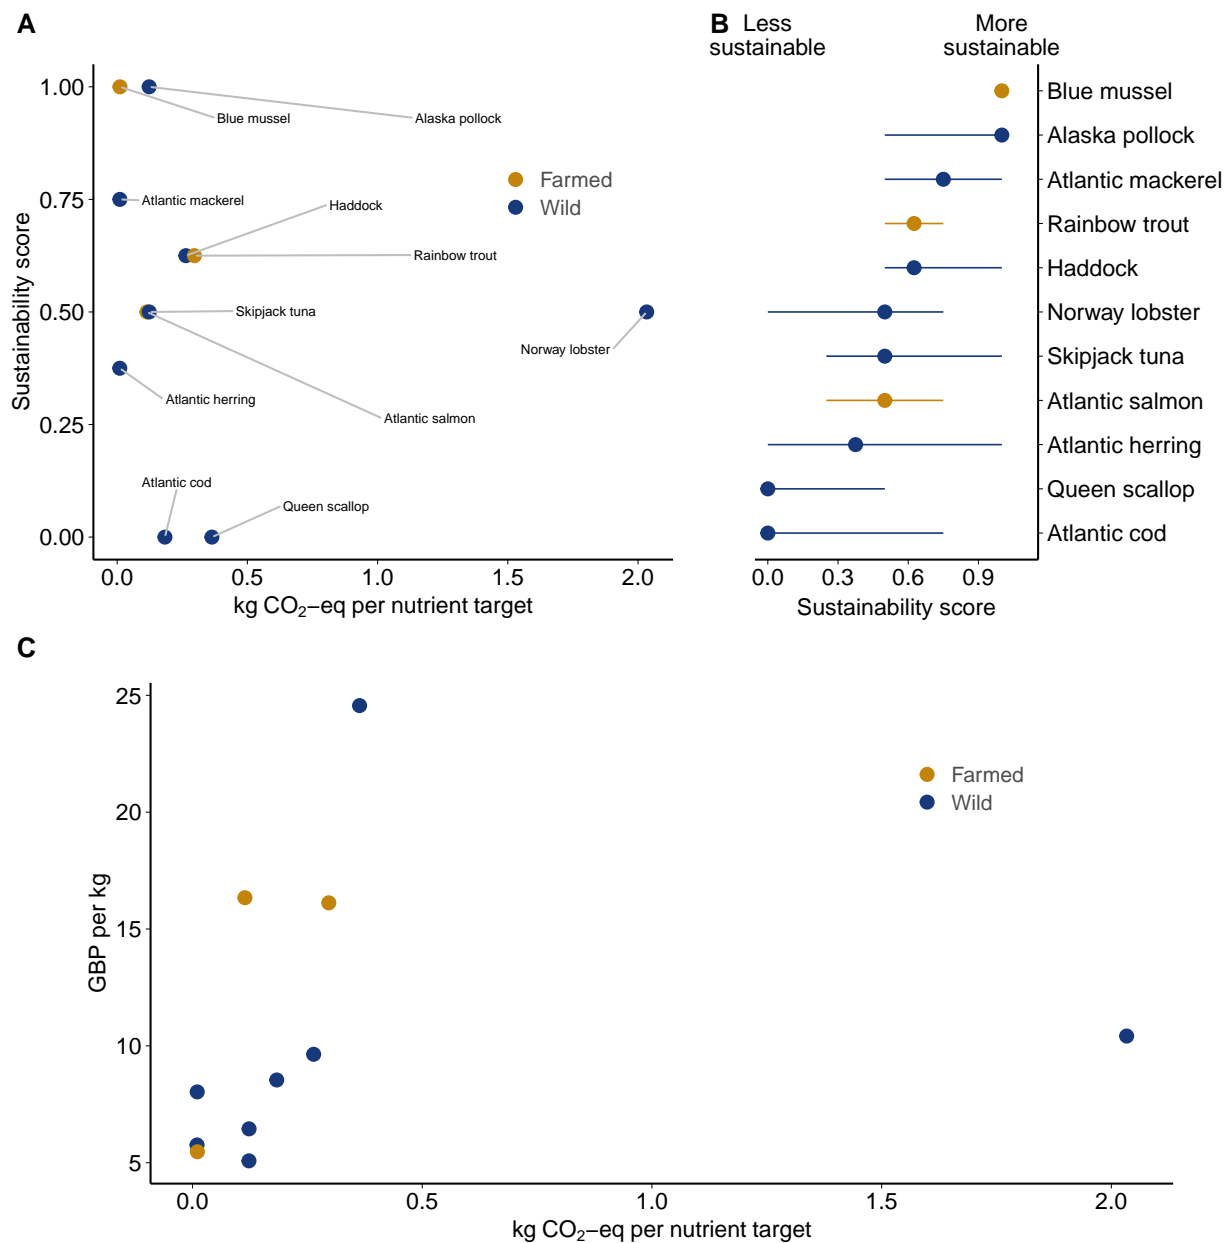 A
Sustainability score
1.00
0.75
0.50
0.25
0.00
Blue mussel
Alaska pollock
Atlantic mackerel
Haddock
Rainbow trout
Skipjack tuna
Norway lobster
Atlantic herring
Atlantic salmon
Atlantic cod
Queen scallop
Farmed
Wild
0.0 0.5 1.0 1.5 2.0
kg CO₂−eq per nutrient target
B
Less
sustainable
More
sustainable
Blue mussel
Alaska pollock
Atlantic mackerel
Rainbow trout
Haddock
Norway lobster
Skipjack tuna
Atlantic salmon
Atlantic herring
Queen scallop
Atlantic cod
0.0 0.3 0.6 0.9
Sustainability score
C
GBP per kg
25
20
15
10
5
Farmed
Wild
0.0 0.5 1.0 1.5 2.0
kg CO₂−eq per nutrient target